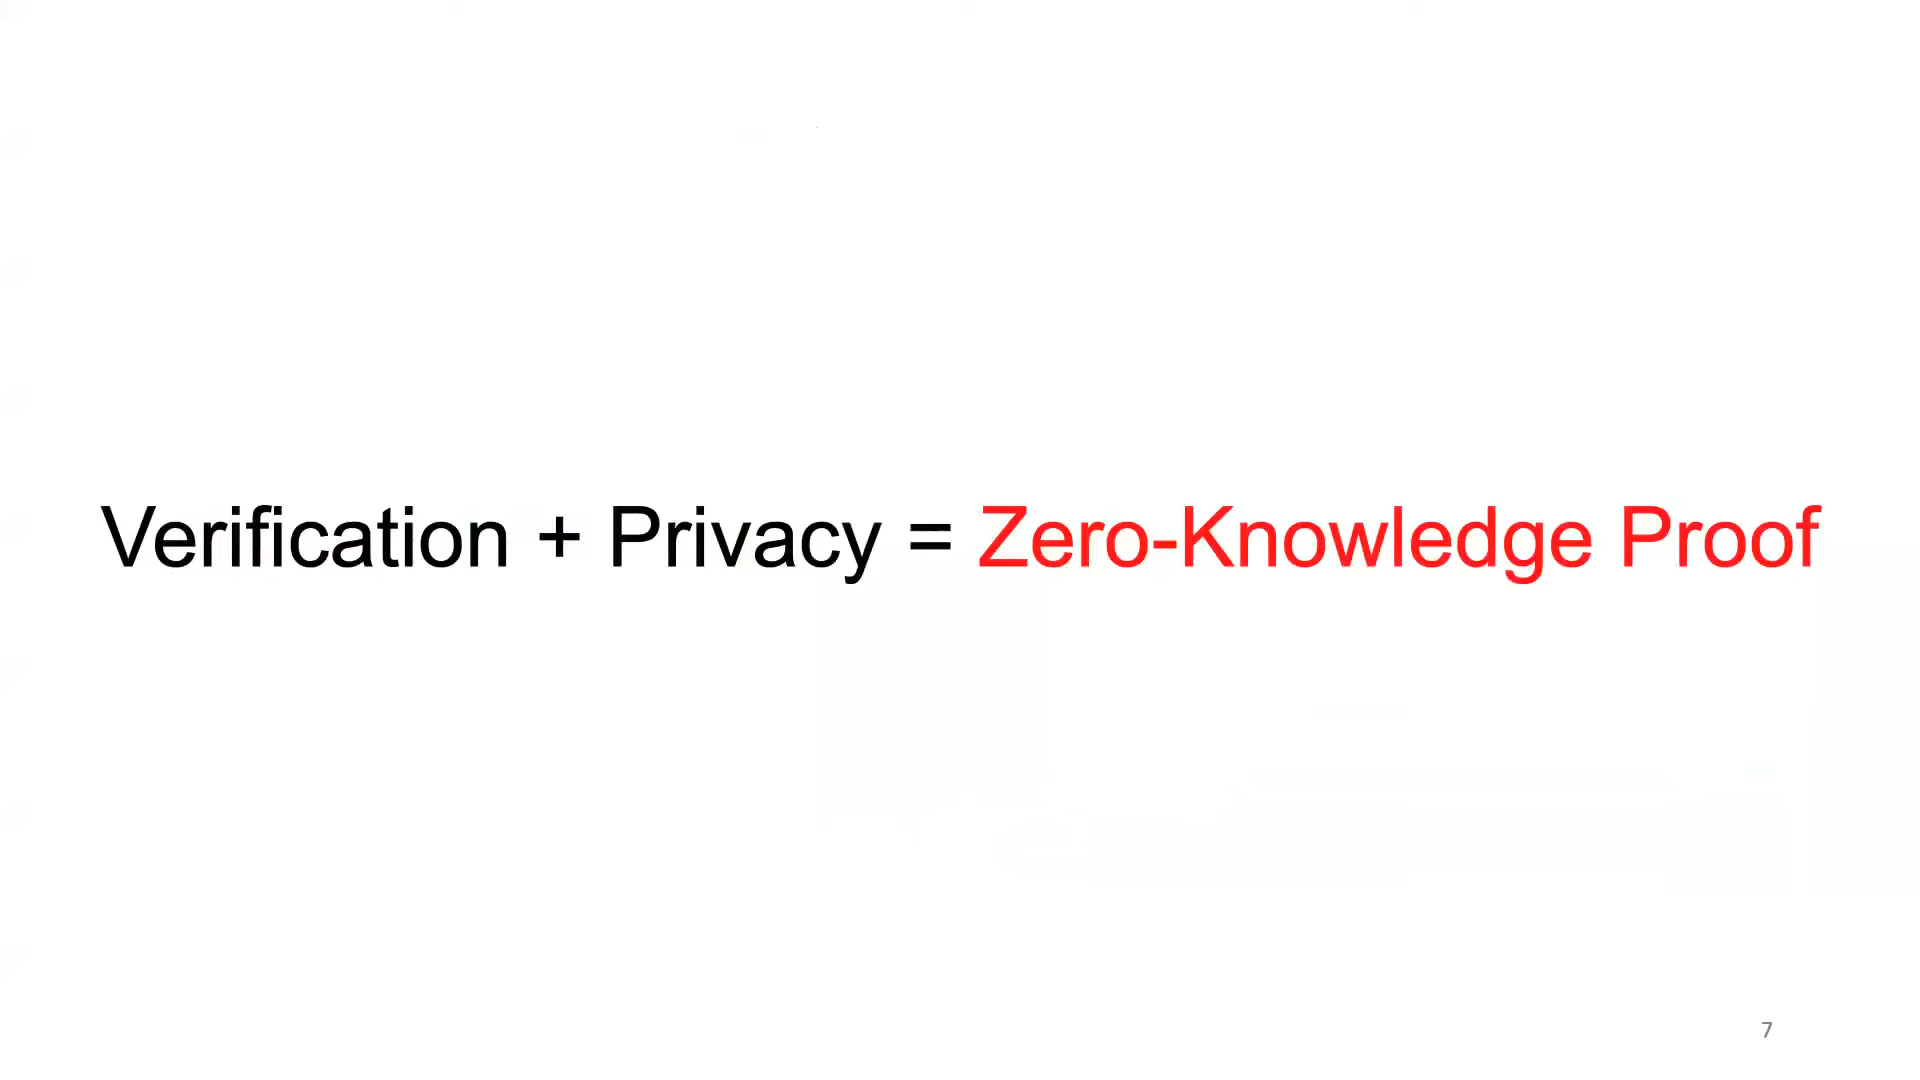 Verification + Privacy = Zero-Knowledge Proof
7